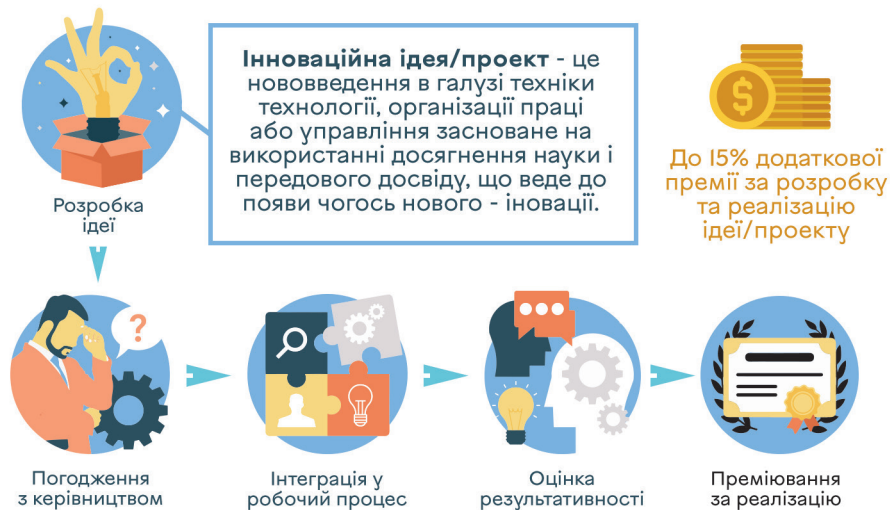 Інноваційна ідея/проект - це
нововведення в галузі техніки
технології, організації праці
або управління засноване на
використанні досягнення науки і
передового досвіду, що веде до
появи чогось нового - іновації.
$
До 15% додаткової
премії за розробку
та реалізацію
ідеї/проекту
Розробка
ідеї
?
Погодження
з керівництвом
Інтеграція у
робочий процес
Оцінка
результативності
Преміювання
за реалізацію